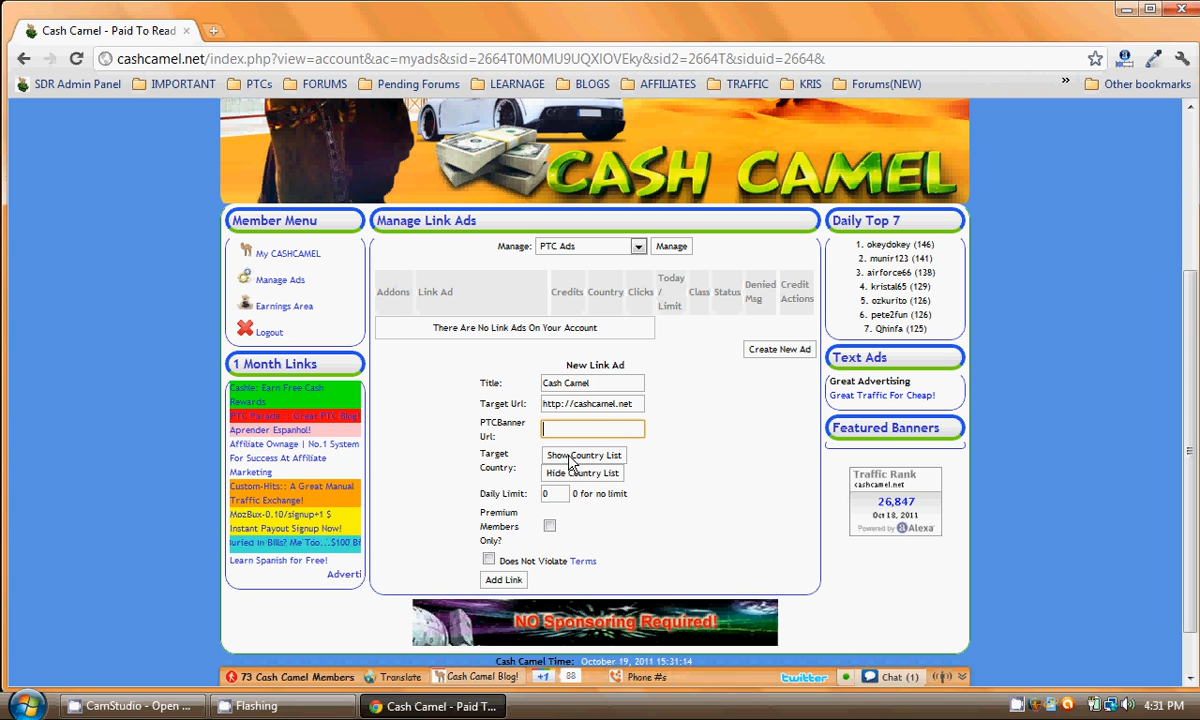 Cash Camel - Paid To Read
cashcamel.net/index.php?view=account&ac=myads&sid=2664T0M0MU9UQXIOVEky&sid2=2664T&siduid=2664&
SDR Admin Panel IMPORTANT PTCs FORUMS Pending Forums LEARNAGE BLOGS AFFILIATES TRAFFIC KRIS Forums(NEW) » Other bookmarks
CASH CAMEL
Member Menu
My CASHCAMEL
Manage Ads
Earnings Area
Logout
1 Month Links
Cashle: Earn Free Cash
Rewards
PTC Parade... Great PTC Blog!
Aprender Espanhol!
Affiliate Ownage | No.1 System
For Success At Affiliate
Marketing
Custom-Hits:: A Great Manual
Traffic Exchange!
MozBux-0.10/signup+1 $
Instant Payout Signup Now!
uried In Bills? Me Too...$100 Bi
Learn Spanish for Free!
Adverti
Manage Link Ads
Manage: PTC Ads Manage
Addons Link Ad Credits Country Clicks Today / Limit Class Status Denied Msg Credit Actions
There Are No Link Ads On Your Account
Create New Ad
New Link Ad
Title: Cash Camel
Target Url: http://cashcamel.net
PTCBanner
Url:
Target
Country:
Show Country List
Hide Country List
Daily Limit: 0 0 for no limit
Premium
Members
Only?
Does Not Violate Terms
Add Link
Daily Top 7
1. okeydokey (146)
2. munir123 (141)
3. airforce66 (138)
4. kristal65 (129)
5. ozkurito (126)
6. pete2fun (126)
7. Qhinfa (125)
Text Ads
Great Advertising
Great Traffic For Cheap!
Featured Banners
Traffic Rank
cashcamel.net
26,847
Oct 18, 2011
Powered by Alexa
NO Sponsoring Required!
Cash Camel Time: October 19, 2011 15:31:14
73 Cash Camel Members Translate Cash Camel Blog! +1 88 Phone #s twitter Chat (1)
CamStudio - Open ... Flashing Cash Camel - Paid T... 4:31 PM